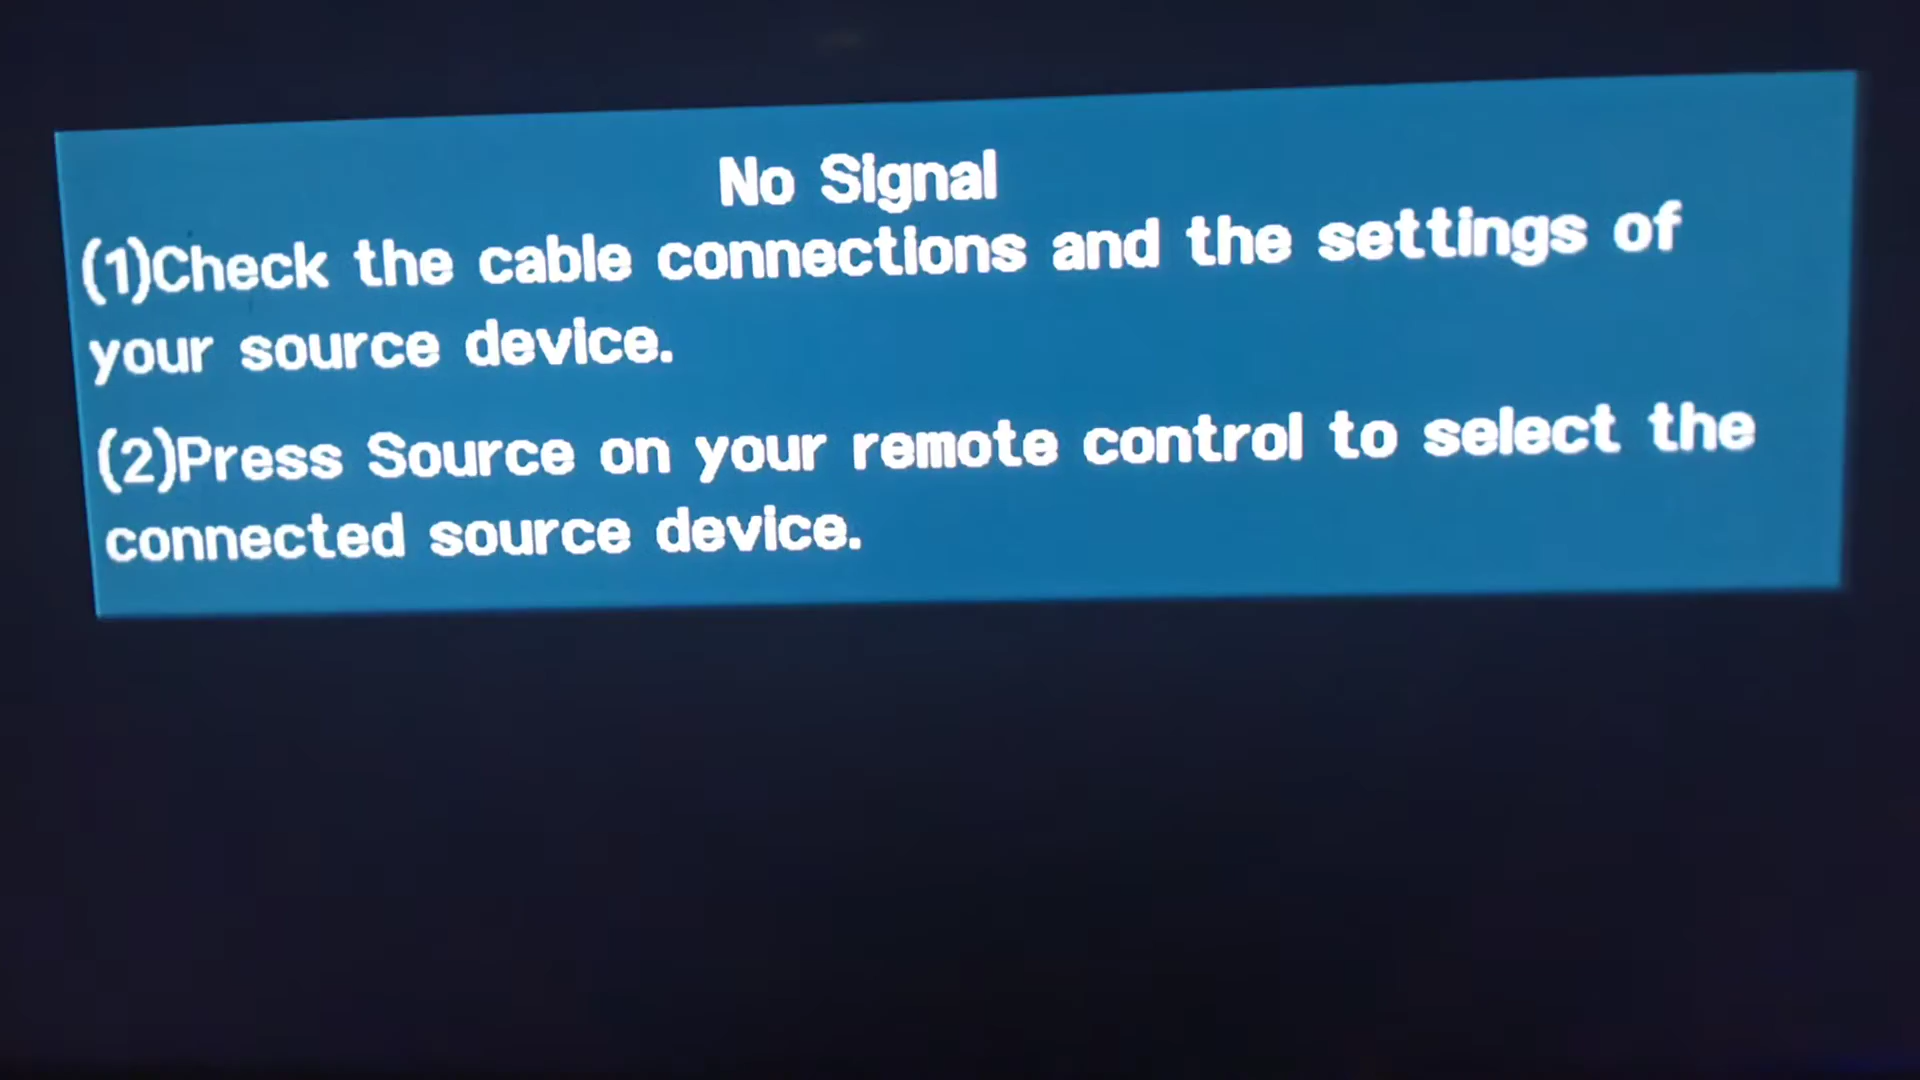 No Signal
(1)Check the cable connections and the settings of
your source device.
(2)Press Source on your remote control to select the
connected source device.